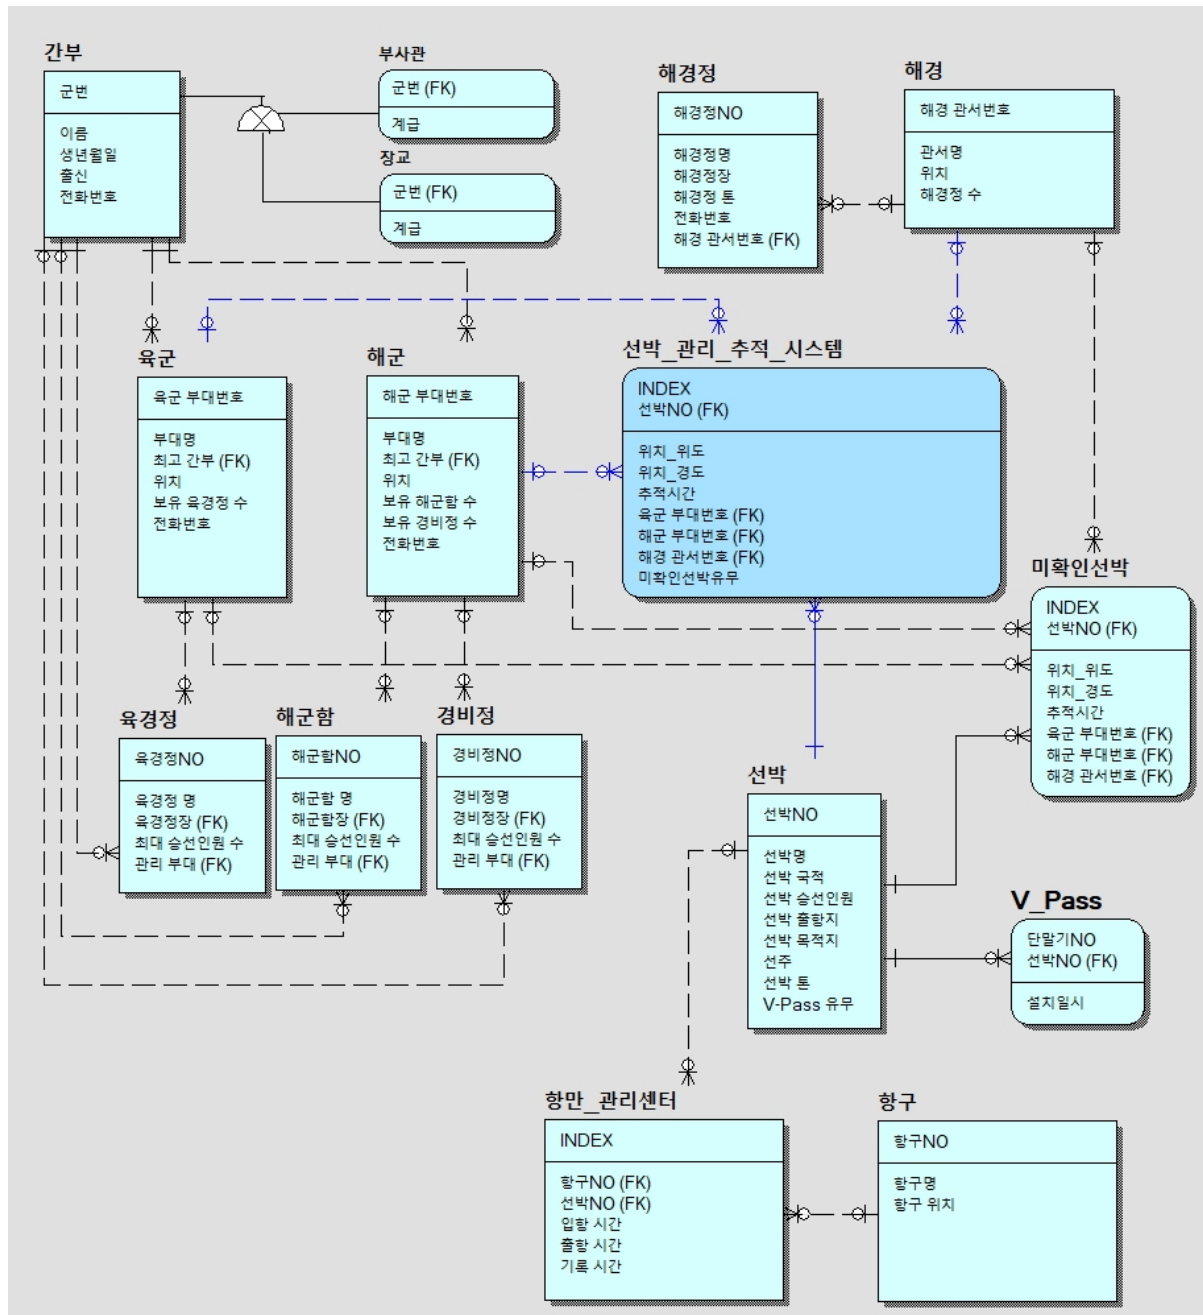 간부
군번
이름
생년월일
출신
전화번호
부사관
군번 (FK)
계급
장교
군번 (FK)
계급
해경정
해경정NO
해경정명
해경정장
해경정 톤
전화번호
해경 관서번호 (FK)
해경
해경 관서번호
관서명
위치
해경정 수
육군
육군 부대번호
부대명
최고 간부 (FK)
위치
보유 육경정 수
전화번호
해군
해군 부대번호
부대명
최고 간부 (FK)
위치
보유 해군함 수
보유 경비정 수
전화번호
선박_관리_추적_시스템
INDEX
선박NO (FK)
위치_위도
위치_경도
추적시간
육군 부대번호 (FK)
해군 부대번호 (FK)
해경 관서번호 (FK)
미확인선박유무
미확인선박
INDEX
선박NO (FK)
위치_위도
위치_경도
추적시간
육군 부대번호 (FK)
해군 부대번호 (FK)
해경 관서번호 (FK)
육경정
육경정NO
육경정 명
육경정장 (FK)
최대 승선인원 수
관리 부대 (FK)
해군함
해군함NO
해군함 명
해군함장 (FK)
최대 승선인원 수
관리 부대 (FK)
경비정
경비정NO
경비정명
경비정장 (FK)
최대 승선인원 수
관리 부대 (FK)
선박
선박NO
선박명
선박 국적
선박 승선인원
선박 출항지
선박 목적지
선주
선박 톤
V-Pass 유무
V_Pass
단말기NO
선박NO (FK)
설치일시
항만_관리센터
INDEX
항구NO (FK)
선박NO (FK)
입항 시간
출항 시간
기록 시간
항구
항구NO
항구명
항구 위치